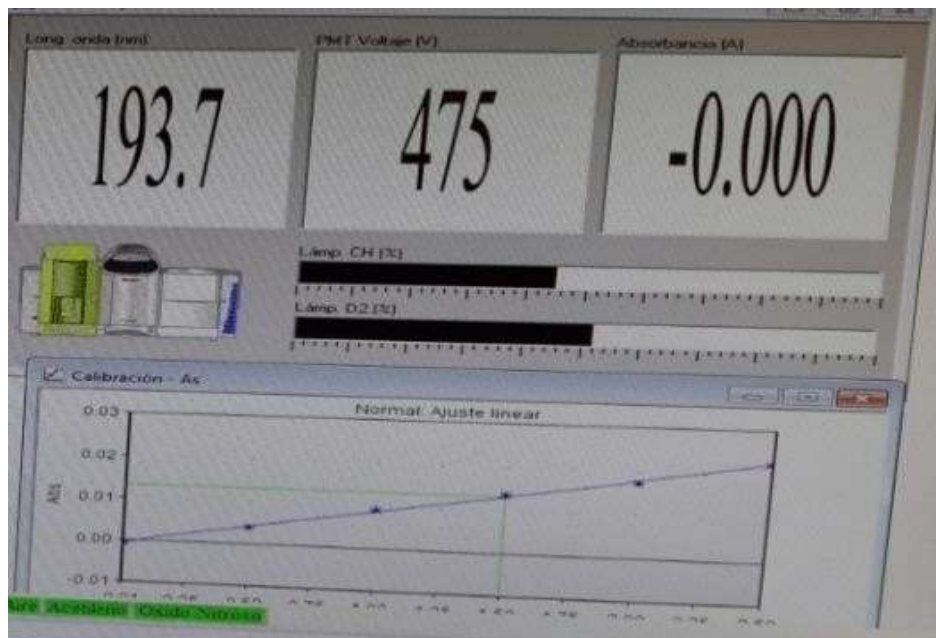 Long. onda (nm)
PMT Voltaje (V)
Absorbancia (A)
193.7
475
-0.000
Lámp. CH (%)
Lámp. D2 (%)
Calibración - As
Normal: Ajuste linear
0.03
0.02
0.01
0.00
-0.01
Abs
Aire Acetileno Oxido Nitroso